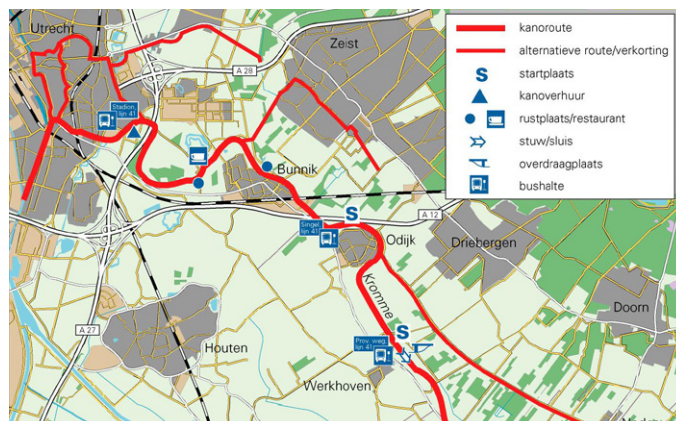 Utrecht
Zeist
A 28
Stadion
lijn 41
Bunnik
A 12
Singel
lijn 41
S
Odijk
Driebergen
Kromme
Doorn
A 27
Houten
S
Prov. weg
lijn 41
Werkhoven
kanoroute
alternatieve route/verkorting
S startplaats
kanoverhuur
rustplaats/restaurant
stuw/sluis
overdraagplaats
bushalte